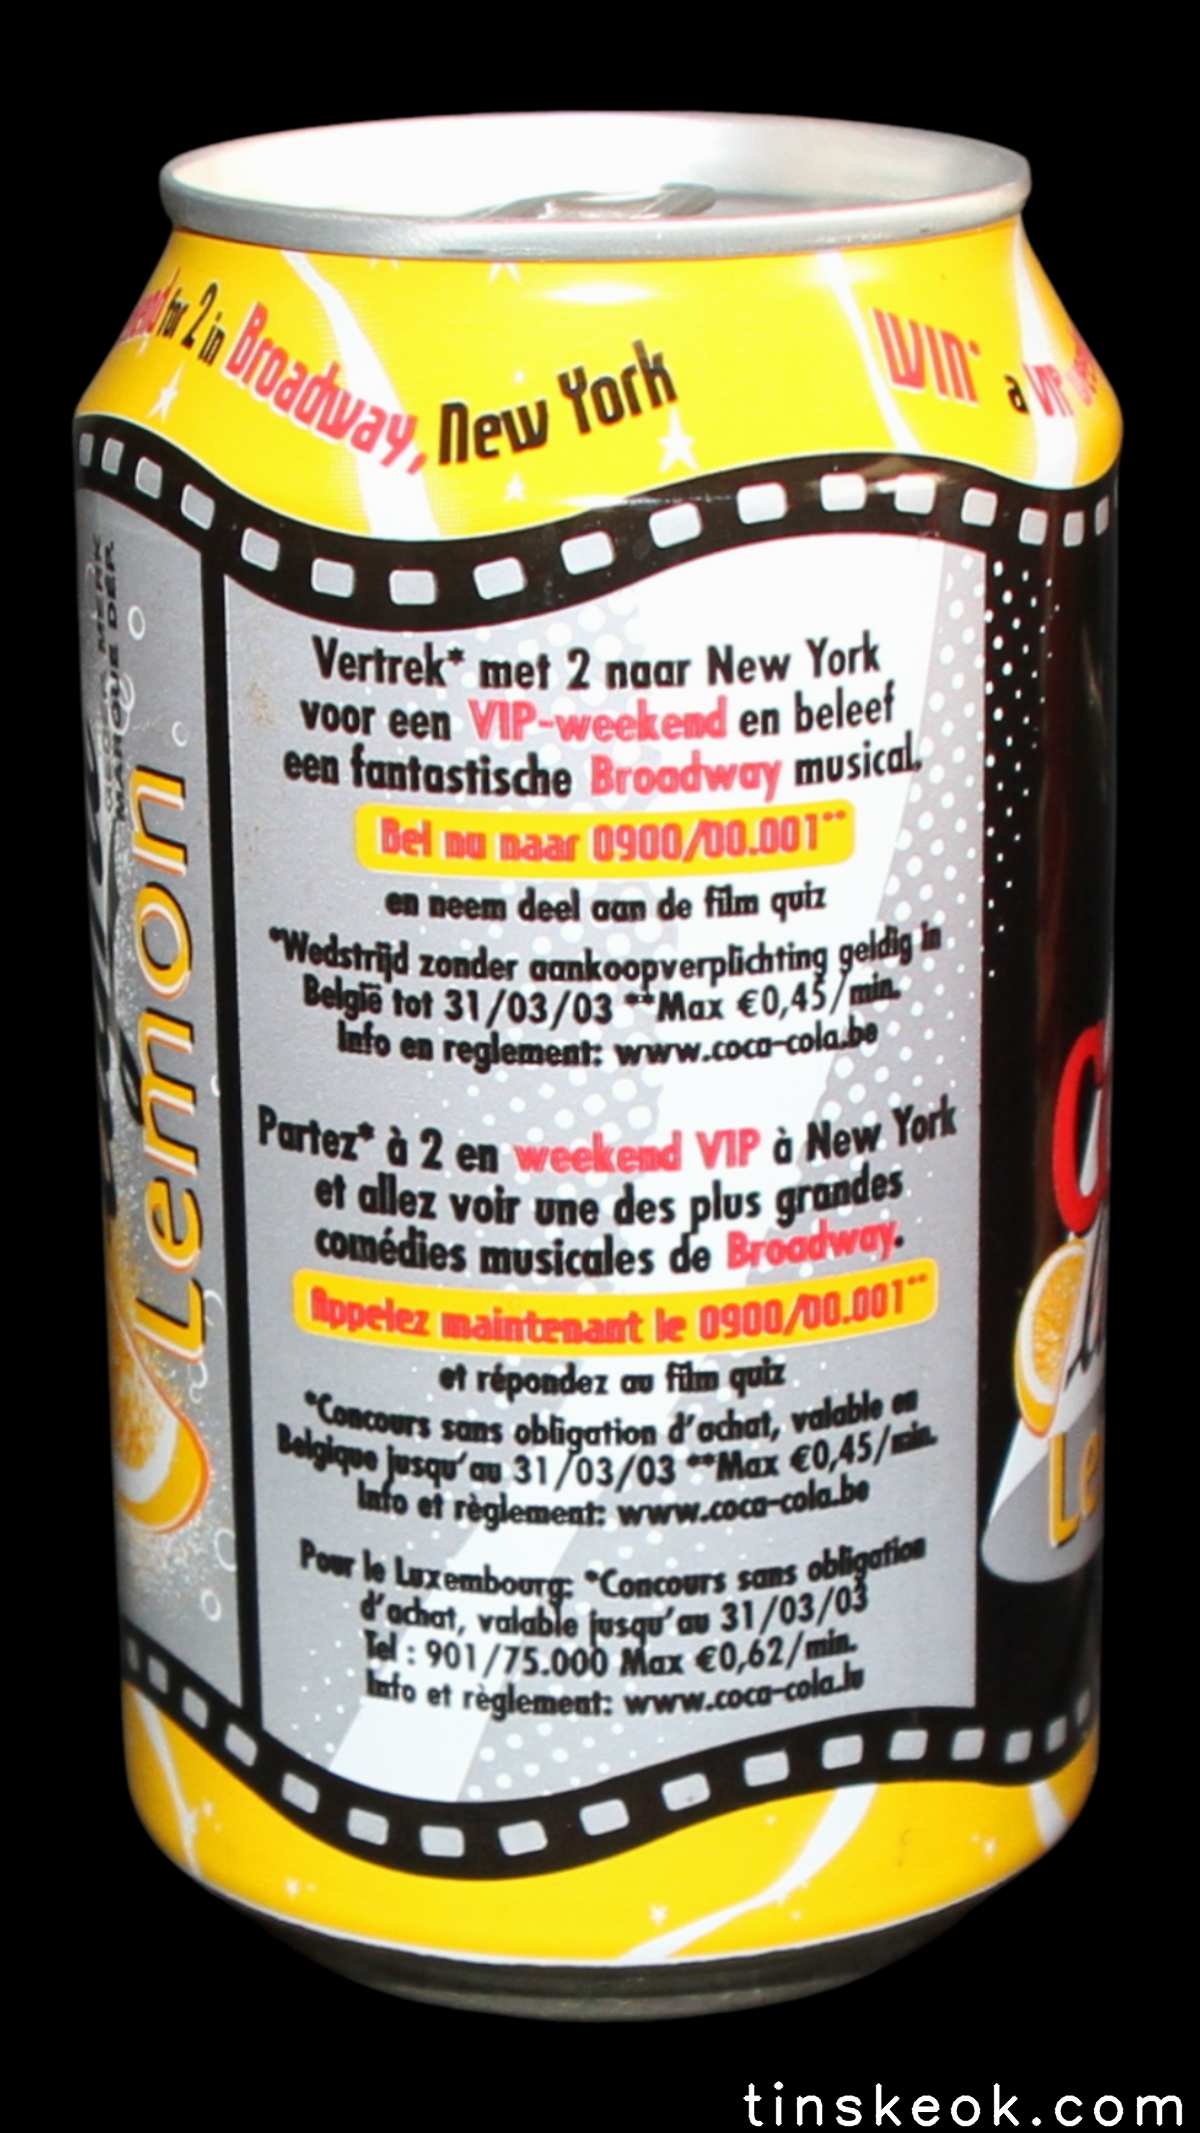 for 2 in Broadway, New York
WIN* a VIP
MERK
MARQUE DEP
Lemon
Vertrek* met 2 naar New York
voor een VIP-weekend en beleef
een fantastische Broadway musical.
Bel nu naar 0900/00.001**
en neem deel aan de film quiz
*Wedstrijd zonder aankoopverplichting geldig in
België tot 31/03/03 **Max €0,45/min.
Info en reglement: www.coca-cola.be
Partez* à 2 en weekend VIP à New York
et allez voir une des plus grandes
comédies musicales de Broadway.
Appelez maintenant le 0900/00.001**
et répondez au film quiz
*Concours sans obligation d'achat, valable en
Belgique jusqu'au 31/03/03 **Max €0,45/min.
Info et règlement: www.coca-cola.be
Pour le Luxembourg: *Concours sans obligation
d'achat, valable jusqu'au 31/03/03
Tel : 901/75.000 Max €0,62/min.
Info et règlement: www.coca-cola.lu
tinskeok.com